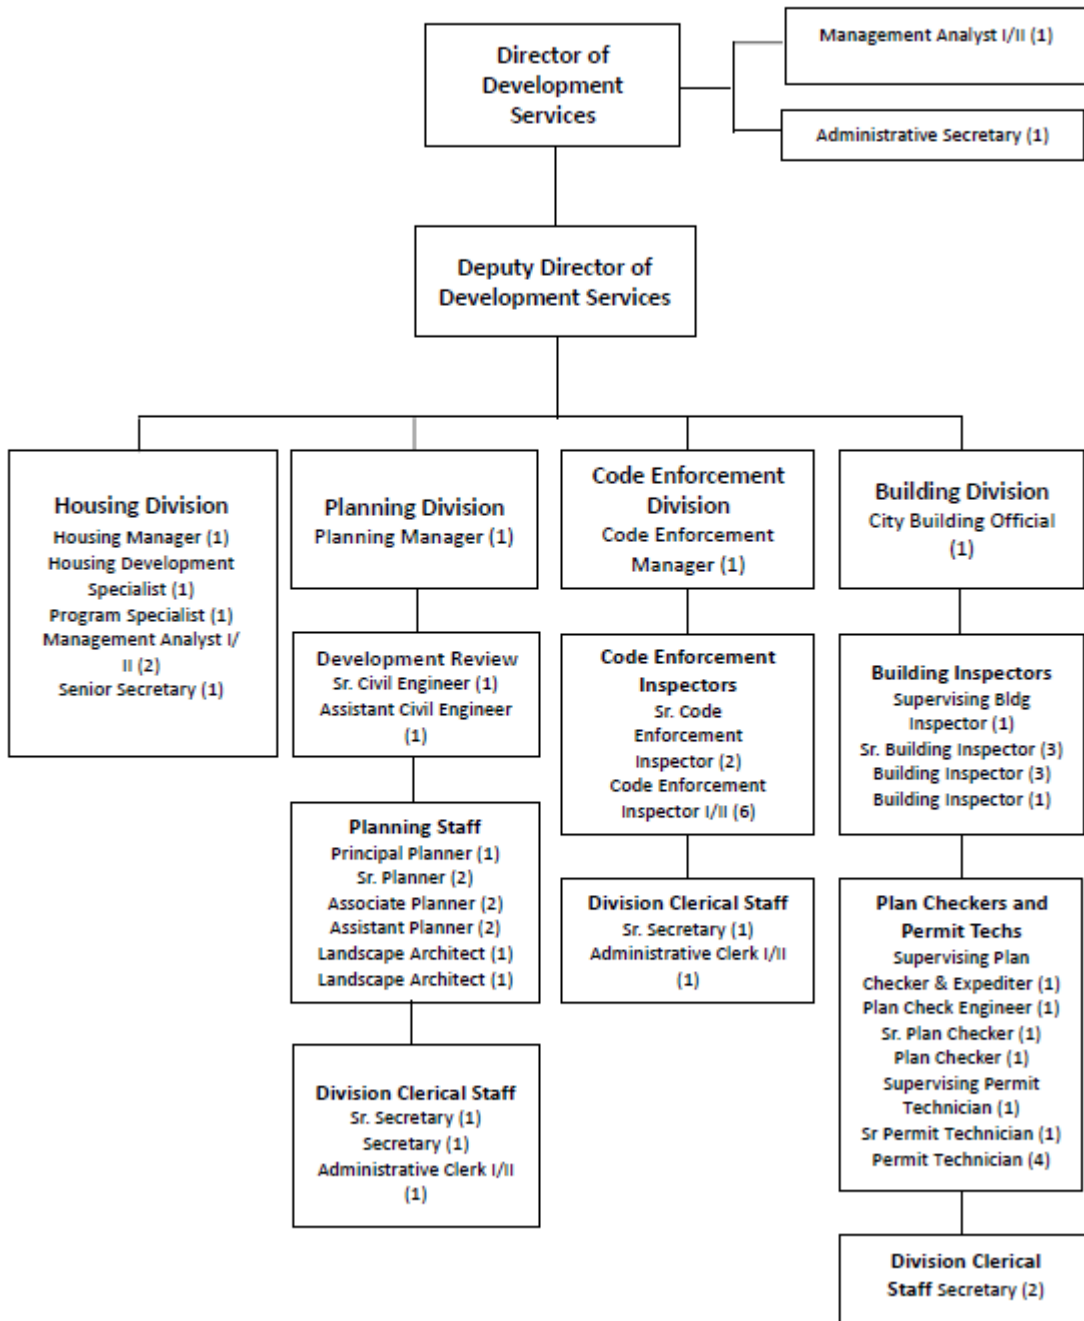 Director of
Development
Services
Management Analyst I/II (1)
Administrative Secretary (1)
Deputy Director of
Development Services
Housing Division
Housing Manager (1)
Housing Development
Specialist (1)
Program Specialist (1)
Management Analyst I/
II (2)
Senior Secretary (1)
Planning Division
Planning Manager (1)
Development Review
Sr. Civil Engineer (1)
Assistant Civil Engineer
(1)
Planning Staff
Principal Planner (1)
Sr. Planner (2)
Associate Planner (2)
Assistant Planner (2)
Landscape Architect (1)
Landscape Architect (1)
Division Clerical Staff
Sr. Secretary (1)
Secretary (1)
Administrative Clerk I/II
(1)
Code Enforcement
Division
Code Enforcement
Manager (1)
Code Enforcement
Inspectors
Sr. Code
Enforcement
Inspector (2)
Code Enforcement
Inspector I/II (6)
Division Clerical Staff
Sr. Secretary (1)
Administrative Clerk I/II
(1)
Building Division
City Building Official
(1)
Building Inspectors
Supervising Bldg
Inspector (1)
Sr. Building Inspector (3)
Building Inspector (3)
Building Inspector (1)
Plan Checkers and
Permit Techs
Supervising Plan
Checker & Expediter (1)
Plan Check Engineer (1)
Sr. Plan Checker (1)
Plan Checker (1)
Supervising Permit
Technician (1)
Sr Permit Technician (1)
Permit Technician (4)
Division Clerical
Staff Secretary (2)